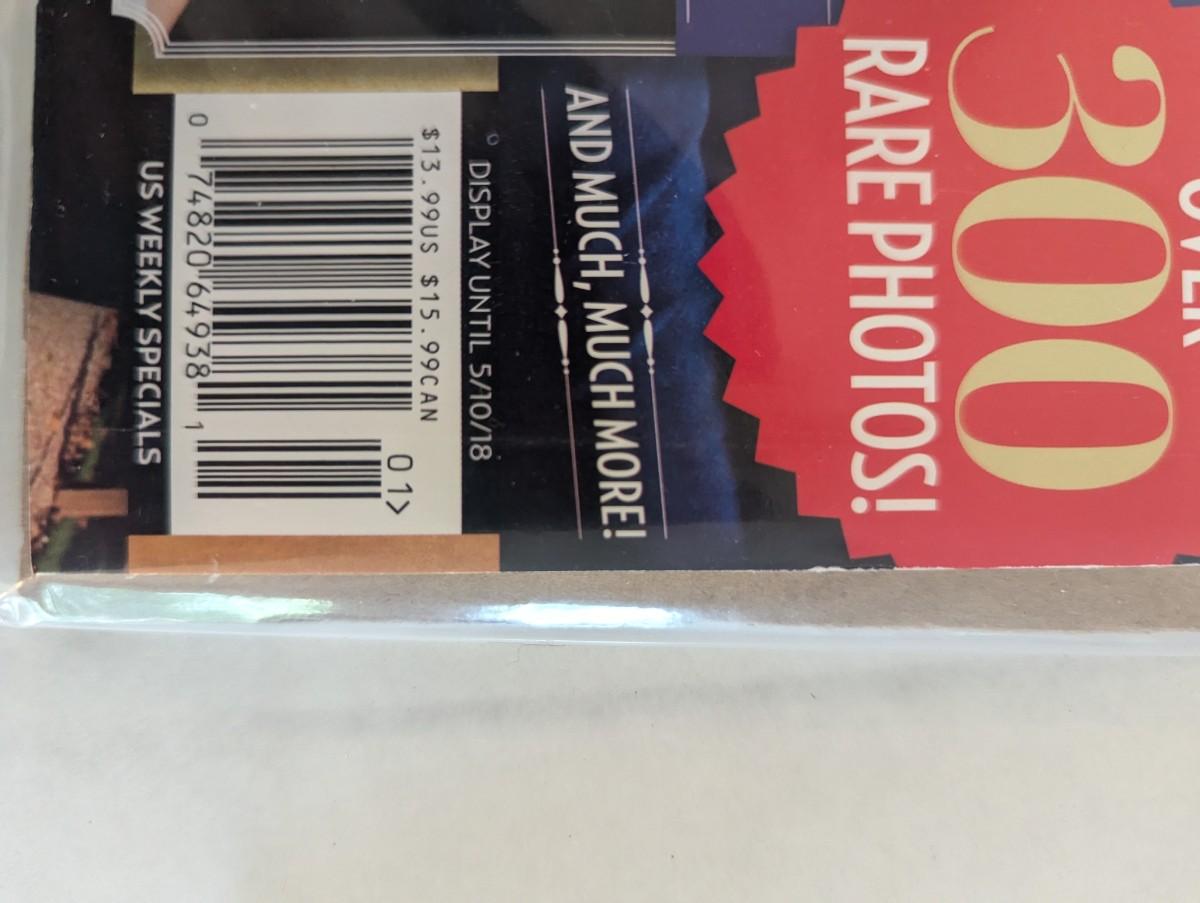 OVER
300
RARE PHOTOS!
AND MUCH, MUCH MORE!
DISPLAY UNTIL 5/10/18
$13.99US $15.99CAN
01>
0 74820 64938 1
US WEEKLY SPECIALS